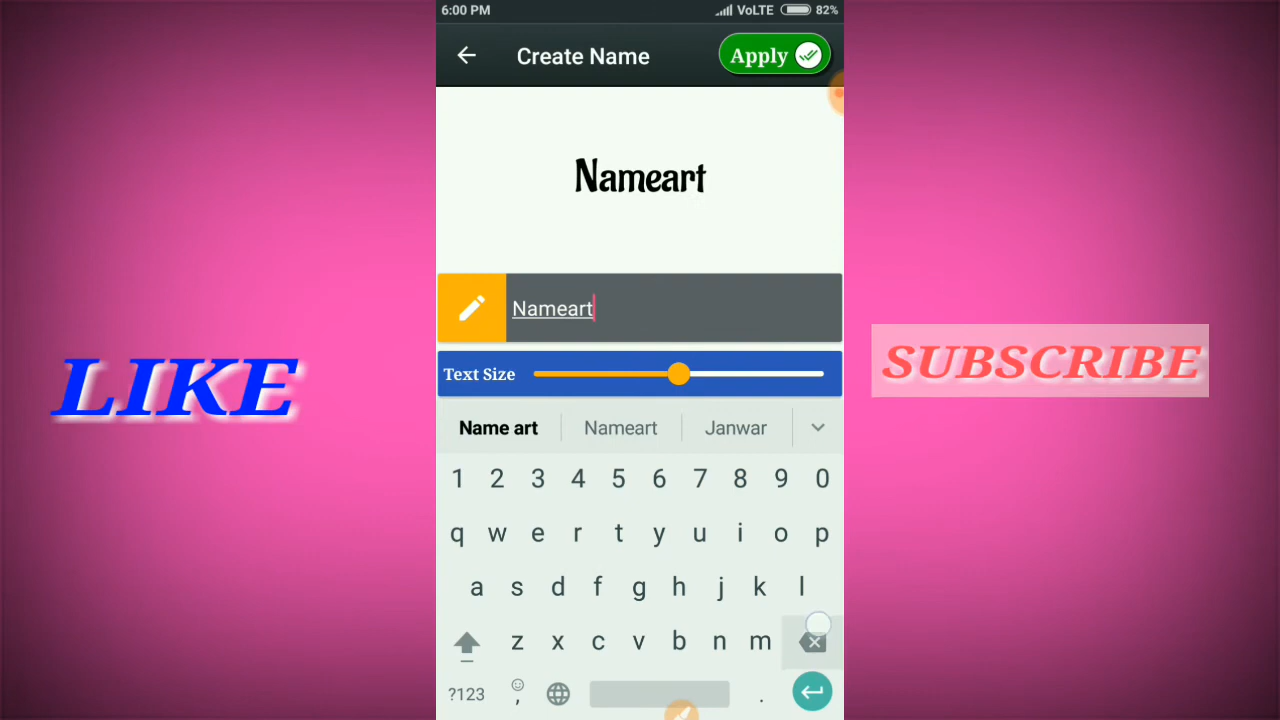 6:00 PM VoLTE 82%
Create Name Apply
Nameart
Nameart
Text Size
Name art Nameart Janwar
1 2 3 4 5 6 7 8 9 0
q w e r t y u i o p
a s d f g h j k l
z x c v b n m
?123 , .
LIKE
SUBSCRIBE